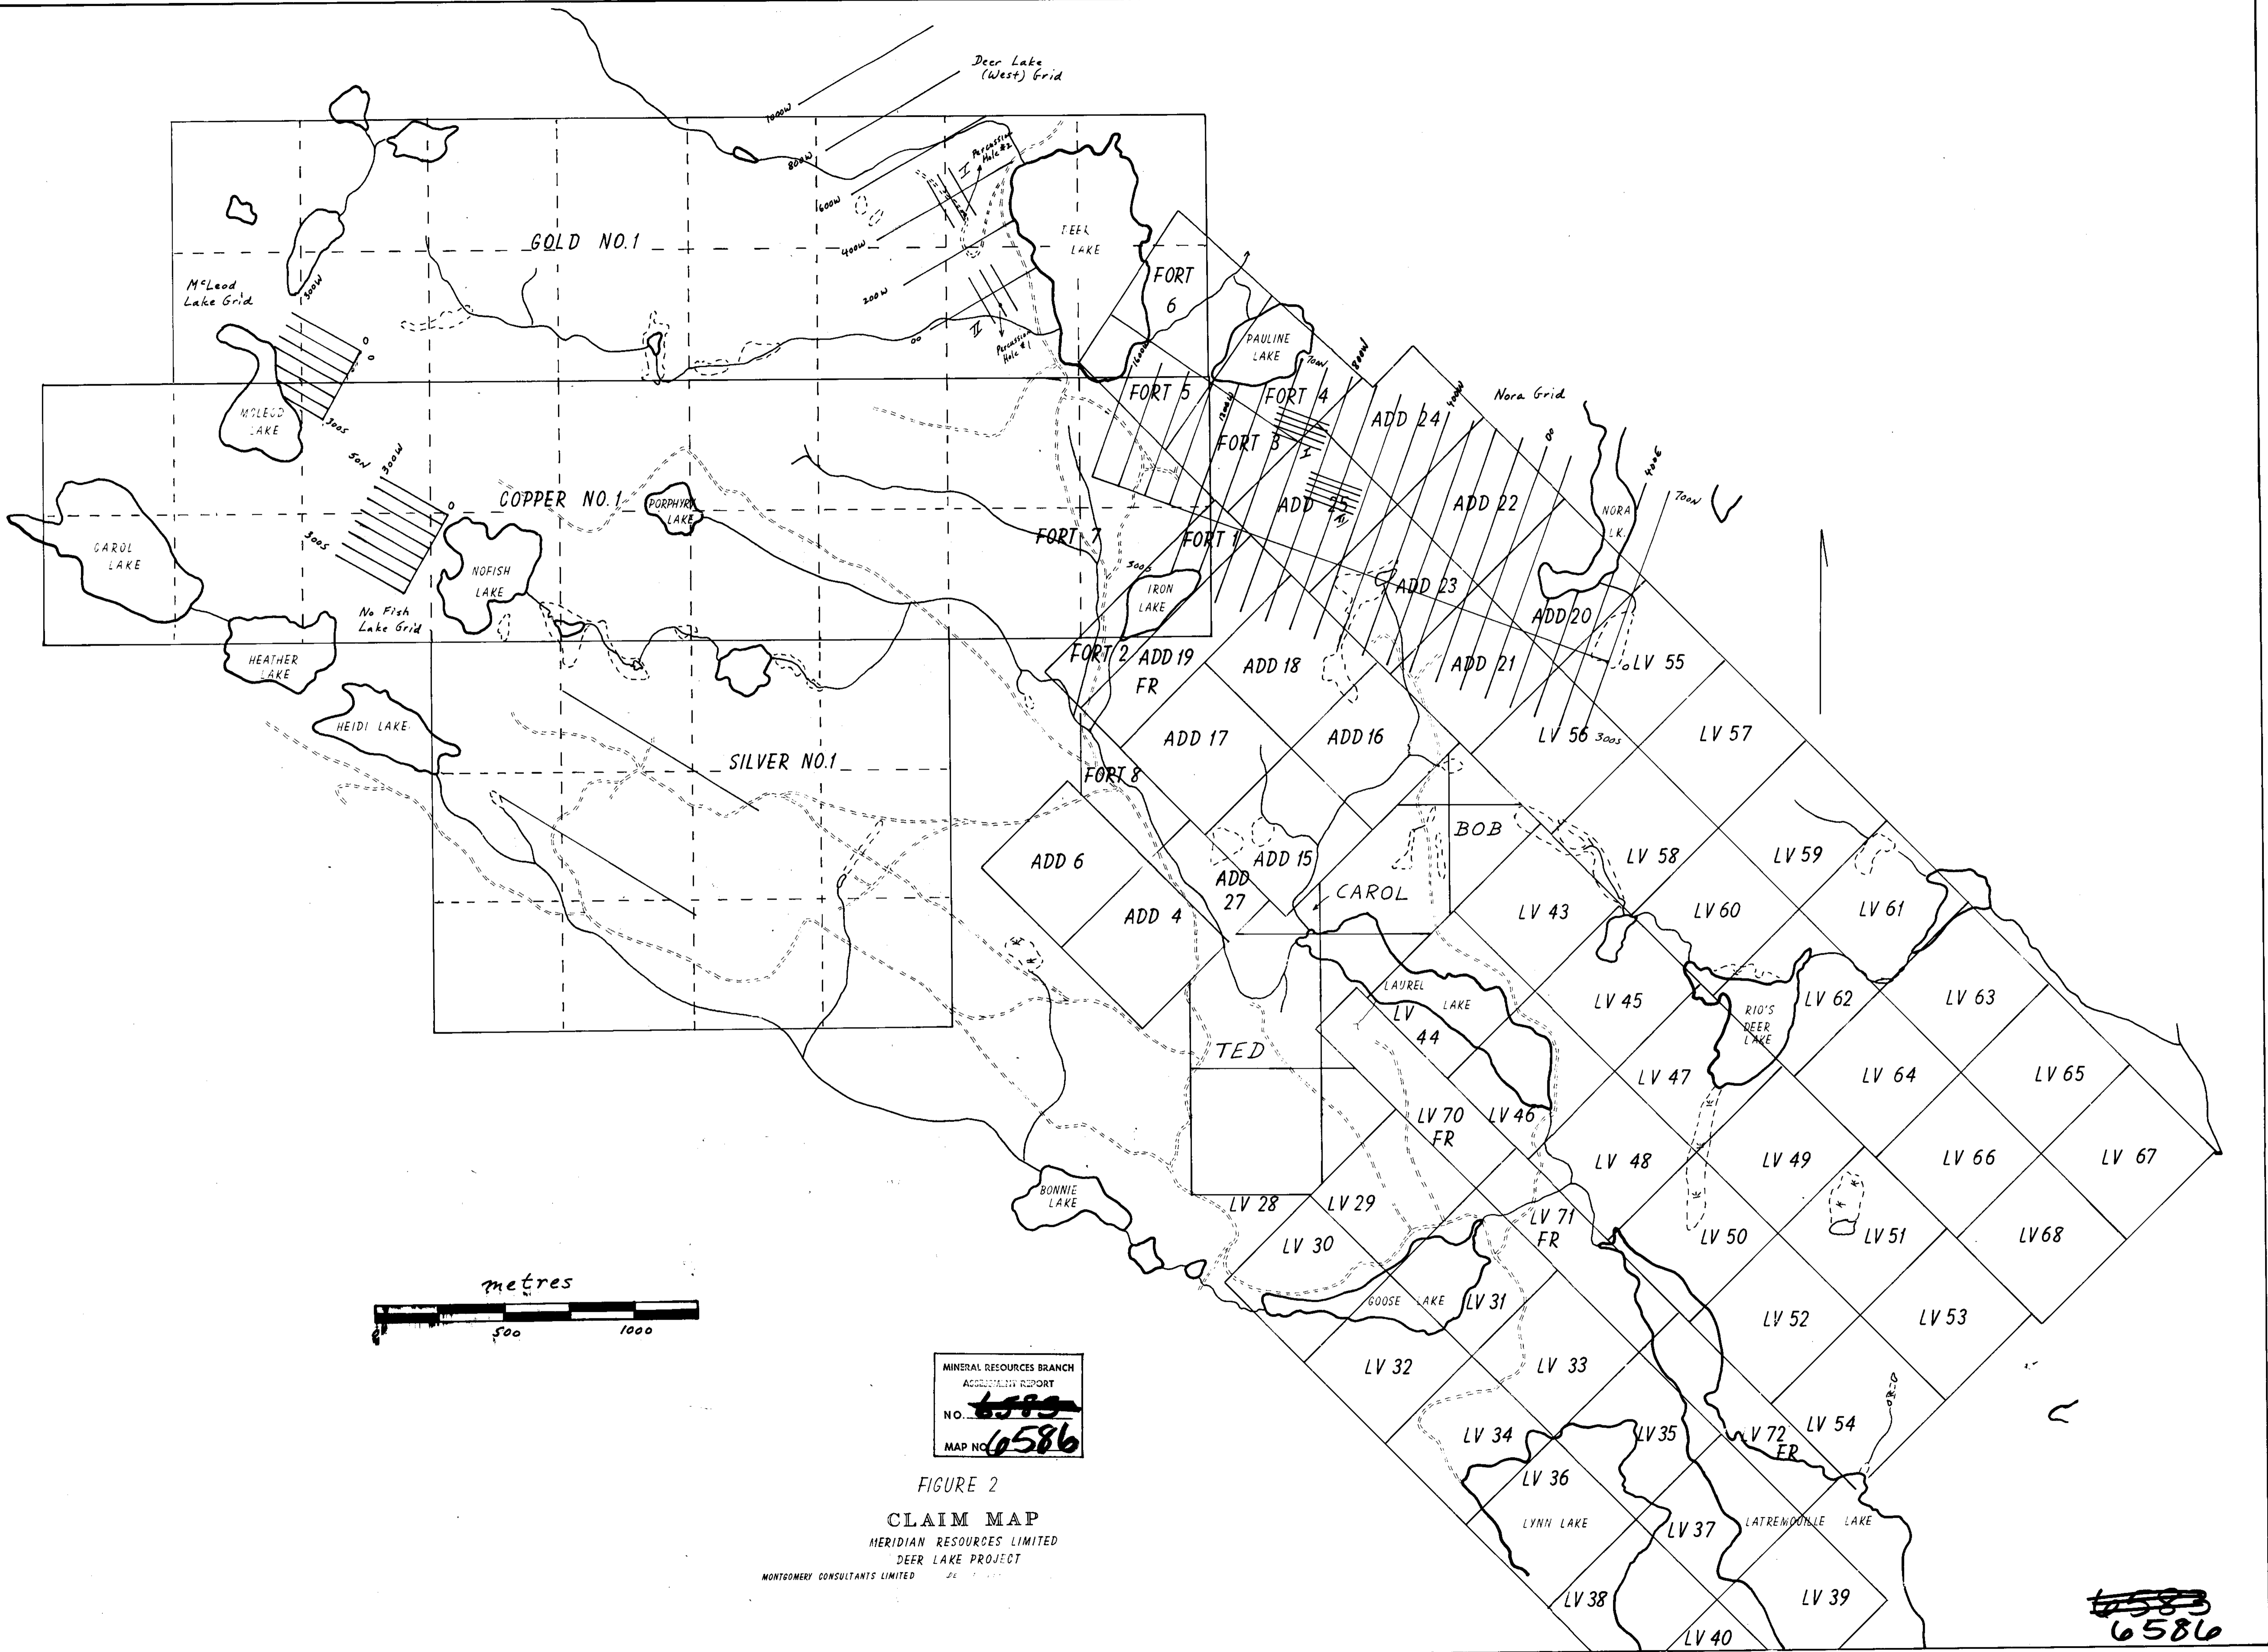 Deer Lake
(West) Grid
1000W
800W
Percussion
Hole #2
I
600W
DEER
LAKE
GOLD NO.1
400W
FORT
6
McLeod
Lake Grid
300W
200W
II
Percussion
Hole #1
00
PAULINE
LAKE
0
00
1600W
700N
800W
FORT 5
FORT 4
400W
Nora Grid
1200W
ADD 24
McLEOD
LAKE
300S
FORT 3
I
00
50N
300W
400E
700N
COPPER NO.1
PORPHYRY
LAKE
0
ADD 25
II
ADD 22
NORA
LK.
300S
FORT 7
FORT 1
CAROL
LAKE
NOFISH
LAKE
500S
IRON
LAKE
ADD 23
No Fish
Lake Grid
ADD 20
HEATHER
LAKE
FORT 2
ADD 19
FR
ADD 18
ADD 21
LV 55
HEIDI LAKE
ADD 17
ADD 16
LV 56
300S
LV 57
SILVER NO.1
FORT 8
BOB
ADD 6
ADD 15
LV 58
LV 59
ADD
27
CAROL
ADD 4
LV 43
LV 60
LV 61
LAUREL
LAKE
LV
44
LV 45
RIO'S
DEER
LAKE
LV 62
LV 63
TED
LV 47
LV 64
LV 65
LV 70
FR
LV 46
LV 48
LV 49
LV 66
LV 67
BONNIE
LAKE
LV 28
LV 29
LV 71
FR
LV 30
LV 50
LV 51
LV 68
metres
0
500
1000
GOOSE LAKE
LV 31
LV 52
LV 53
LV 32
LV 33
MINERAL RESOURCES BRANCH
ASSESSMENT REPORT
NO. 6583
MAP NO 6586
LV 34
LV 35
LV 72
FR
LV 54
LV 36
FIGURE 2
CLAIM MAP
MERIDIAN RESOURCES LIMITED
DEER LAKE PROJECT
MONTGOMERY CONSULTANTS LIMITED
LYNN LAKE
LV 37
LATREMOUILLE LAKE
LV 38
LV 39
LV 40
6583
6586